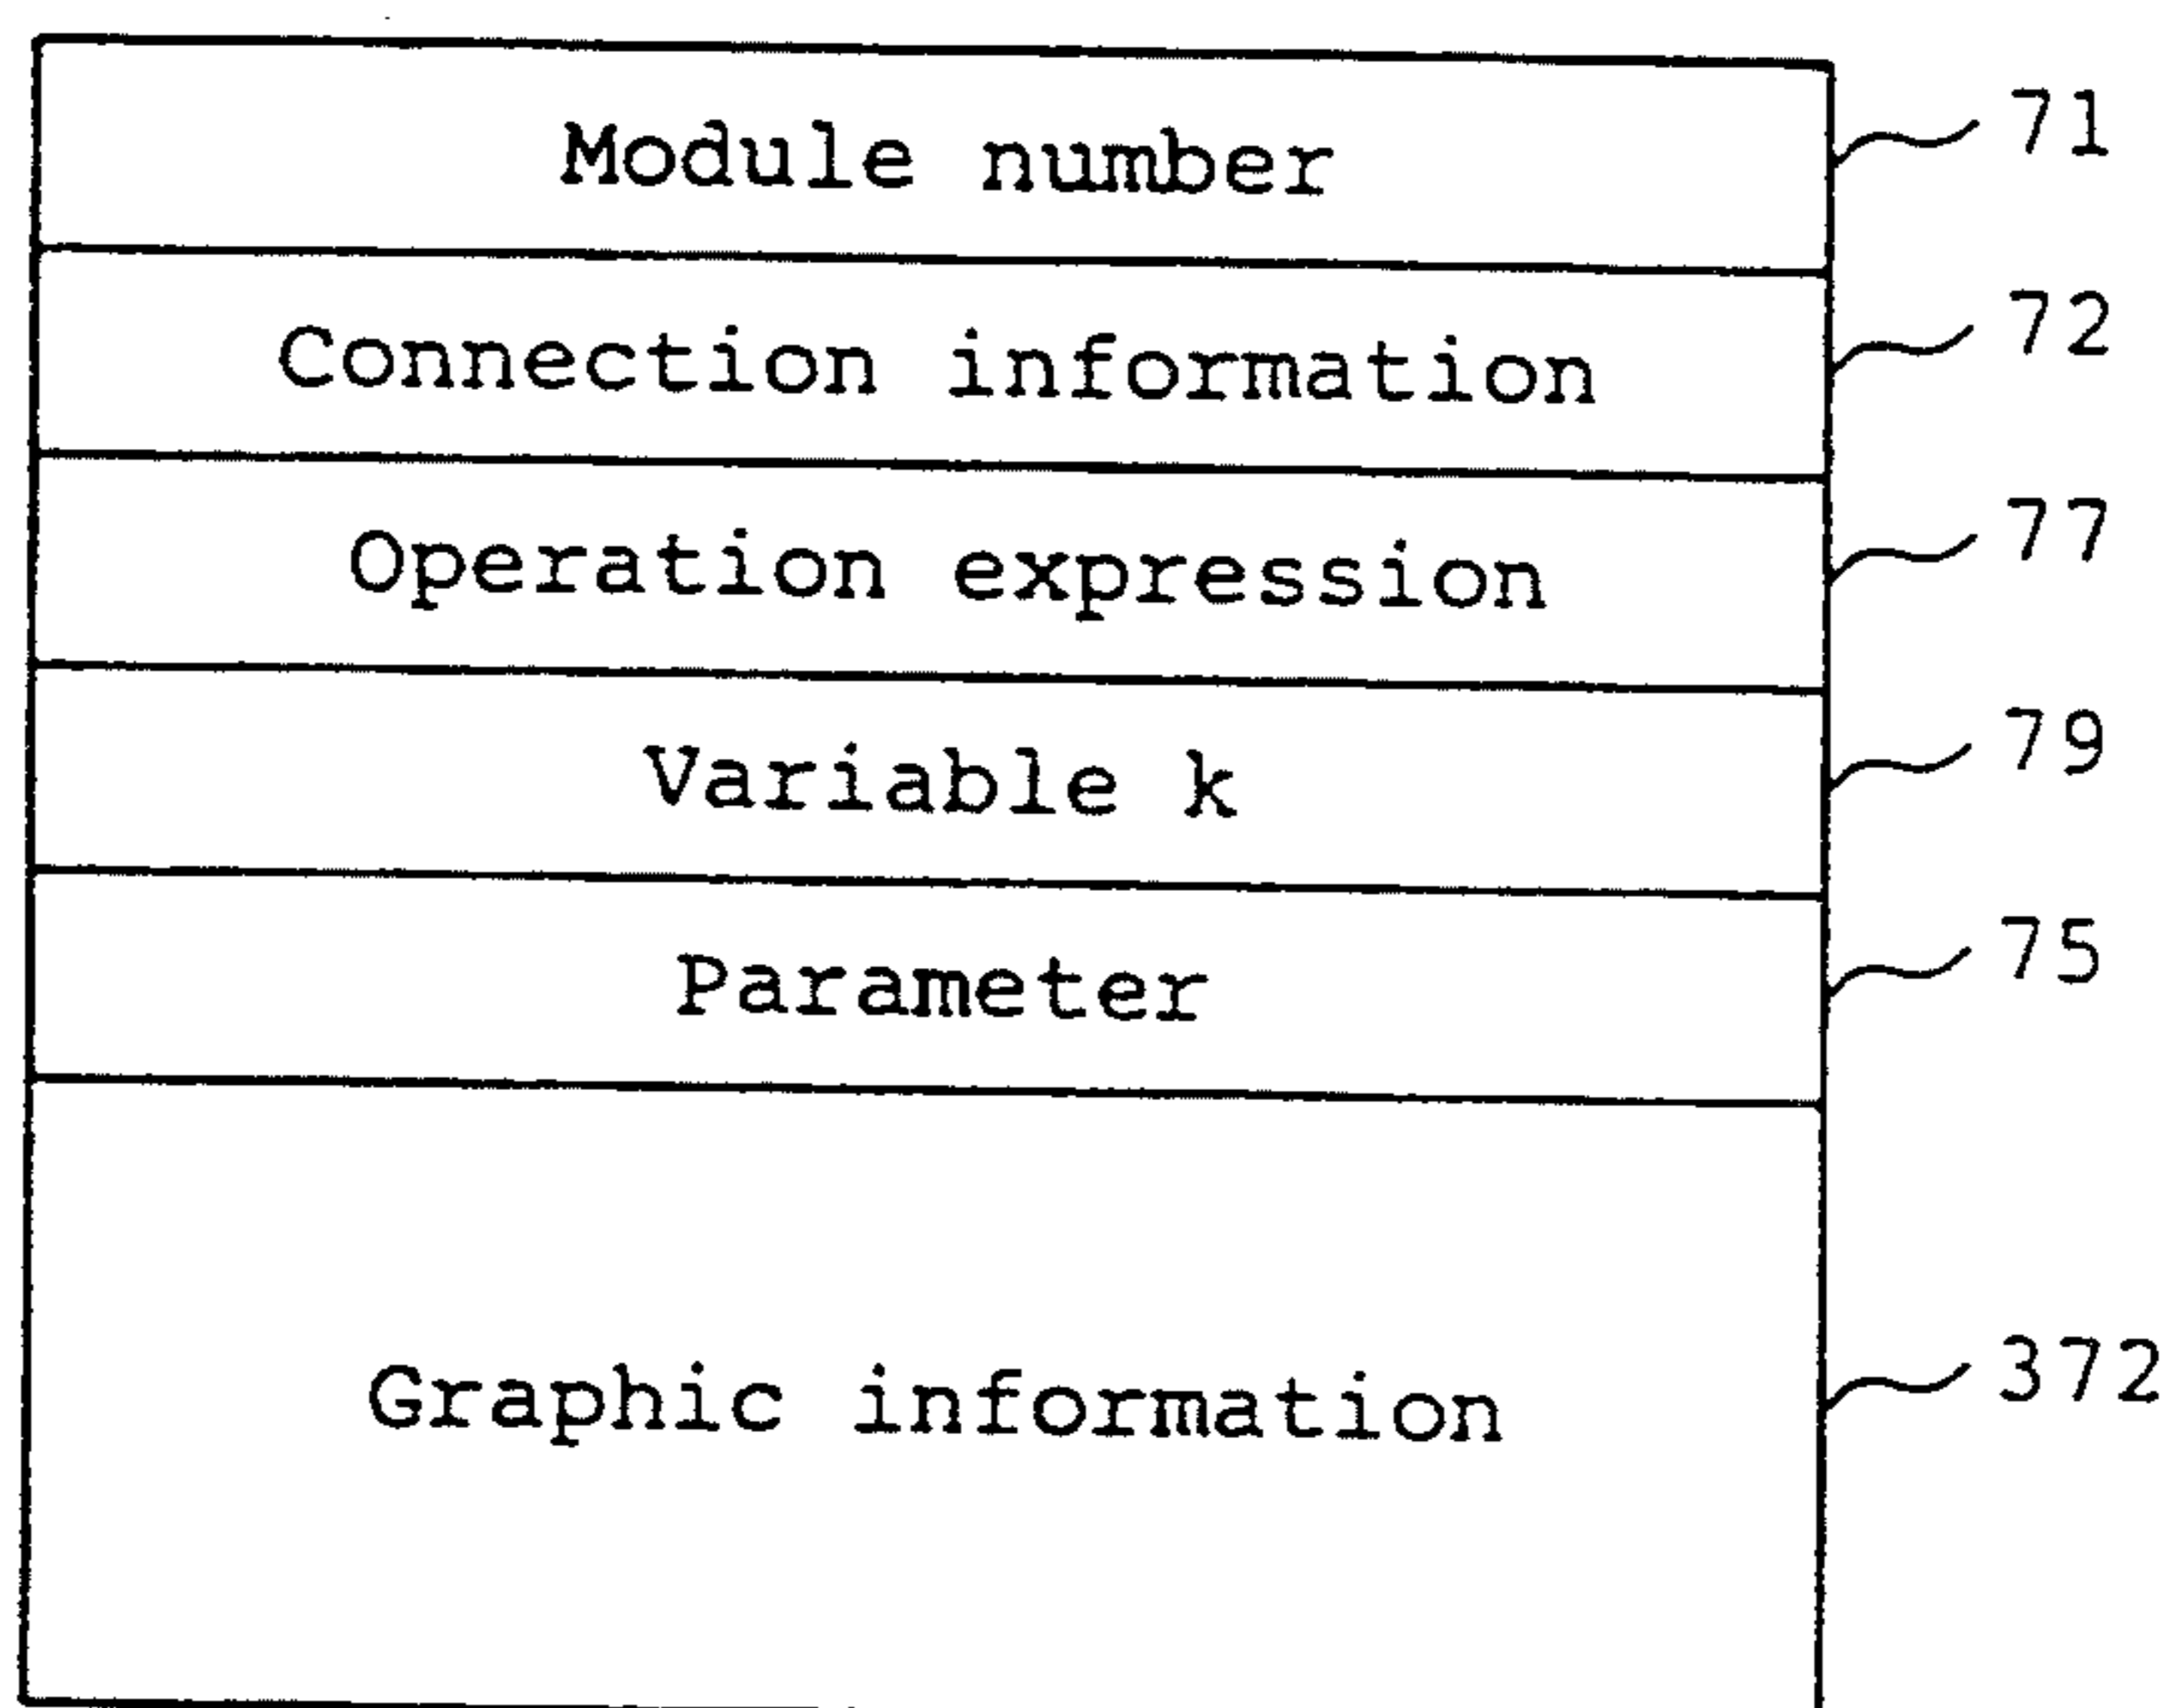 Module number 71
Connection information 72
Operation expression 77
Variable k 79
Parameter 75
Graphic information 372